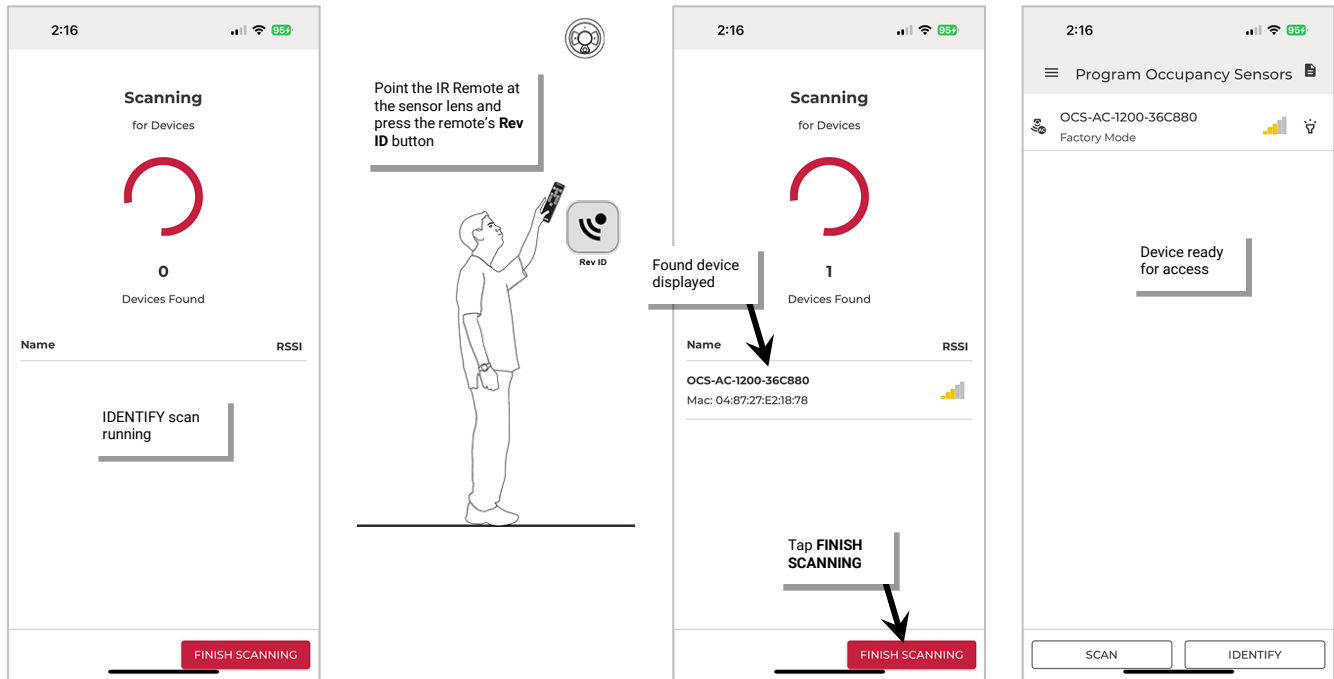 2:16
95
Scanning
for Devices
0
Devices Found
Name RSSI
IDENTIFY scan
running
FINISH SCANNING
Point the IR Remote at
the sensor lens and
press the remote's Rev
ID button
Rev ID
2:16
95
Scanning
for Devices
1
Devices Found
Found device
displayed
Name RSSI
OCS-AC-1200-36C880
Mac: 04:87:27:E2:18:78
Tap FINISH
SCANNING
FINISH SCANNING
2:16
95
Program Occupancy Sensors
AC
OCS-AC-1200-36C880
Factory Mode
Device ready
for access
SCAN IDENTIFY